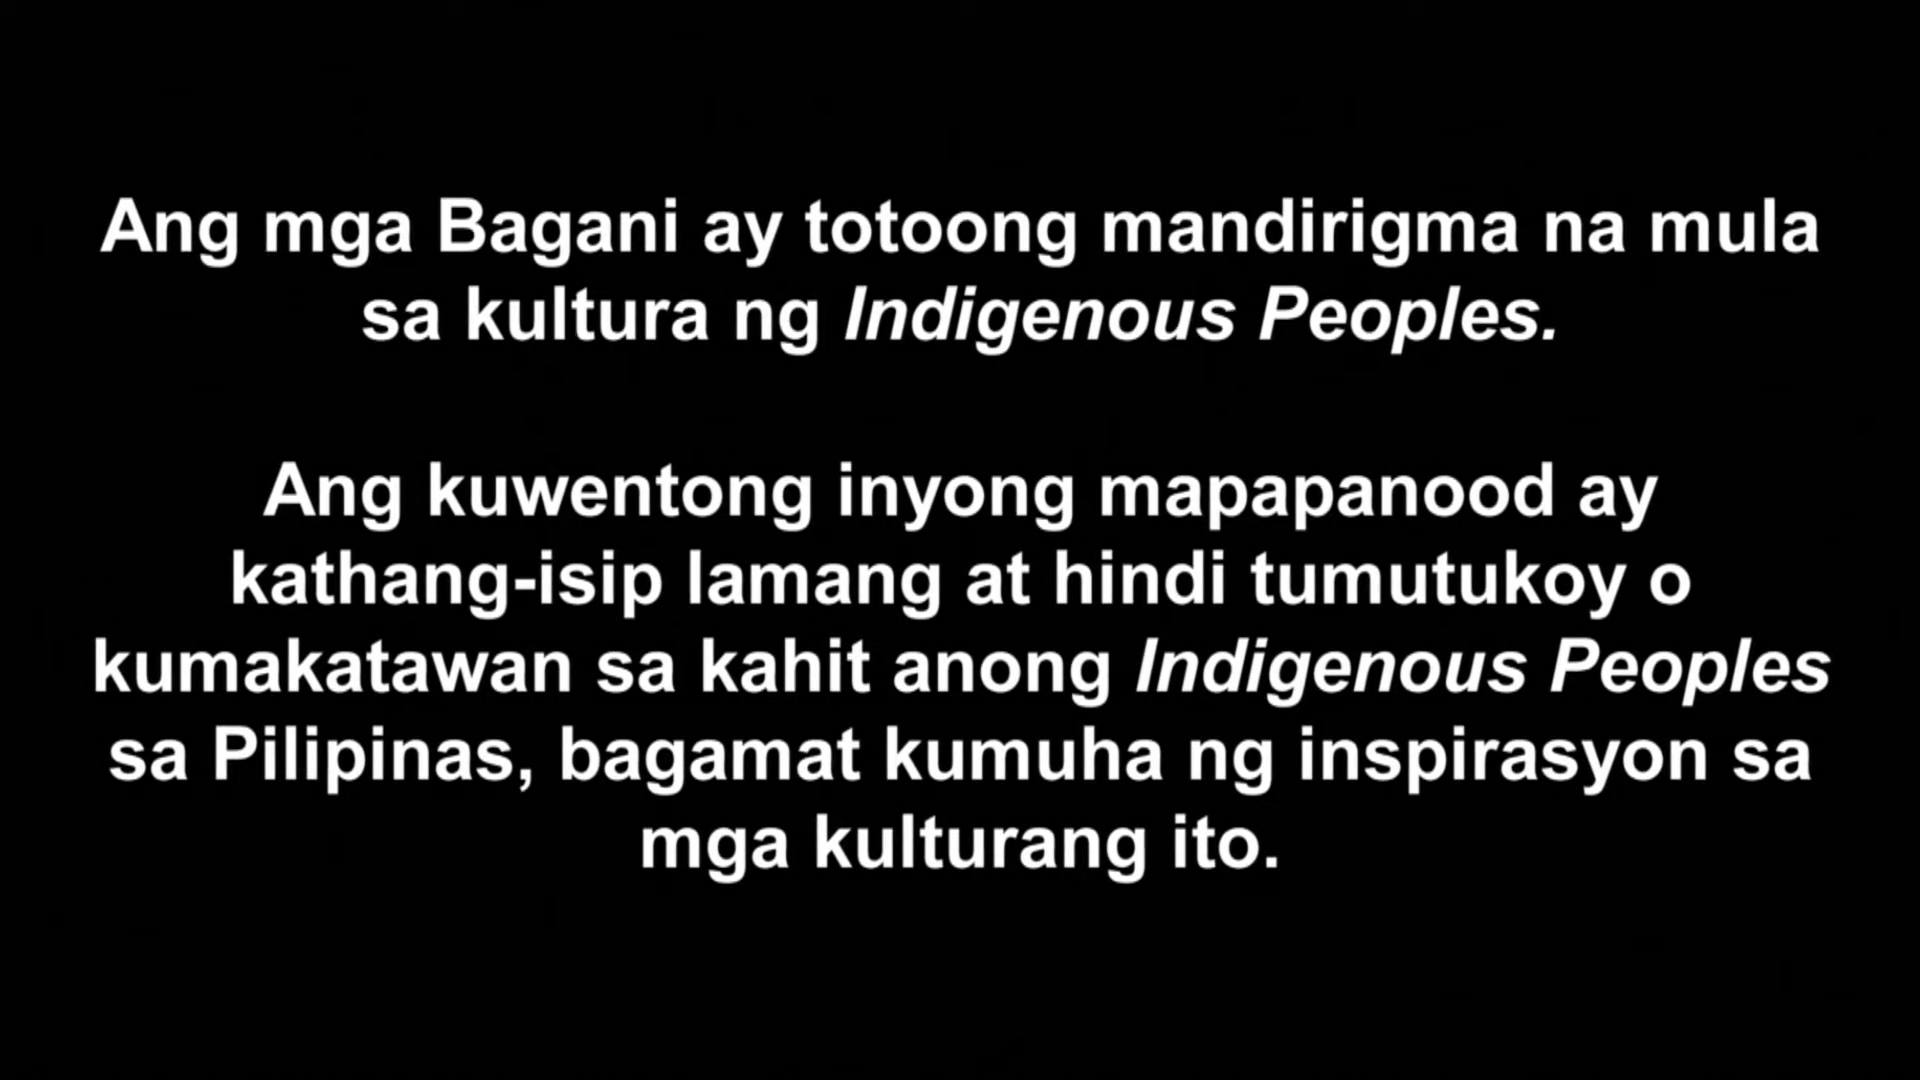 Ang mga Bagani ay totoong mandirigma na mula
sa kultura ng Indigenous Peoples.
Ang kuwentong inyong mapapanood ay
kathang-isip lamang at hindi tumutukoy o
kumakatawan sa kahit anong Indigenous Peoples
sa Pilipinas, bagamat kumuha ng inspirasyon sa
mga kulturang ito.